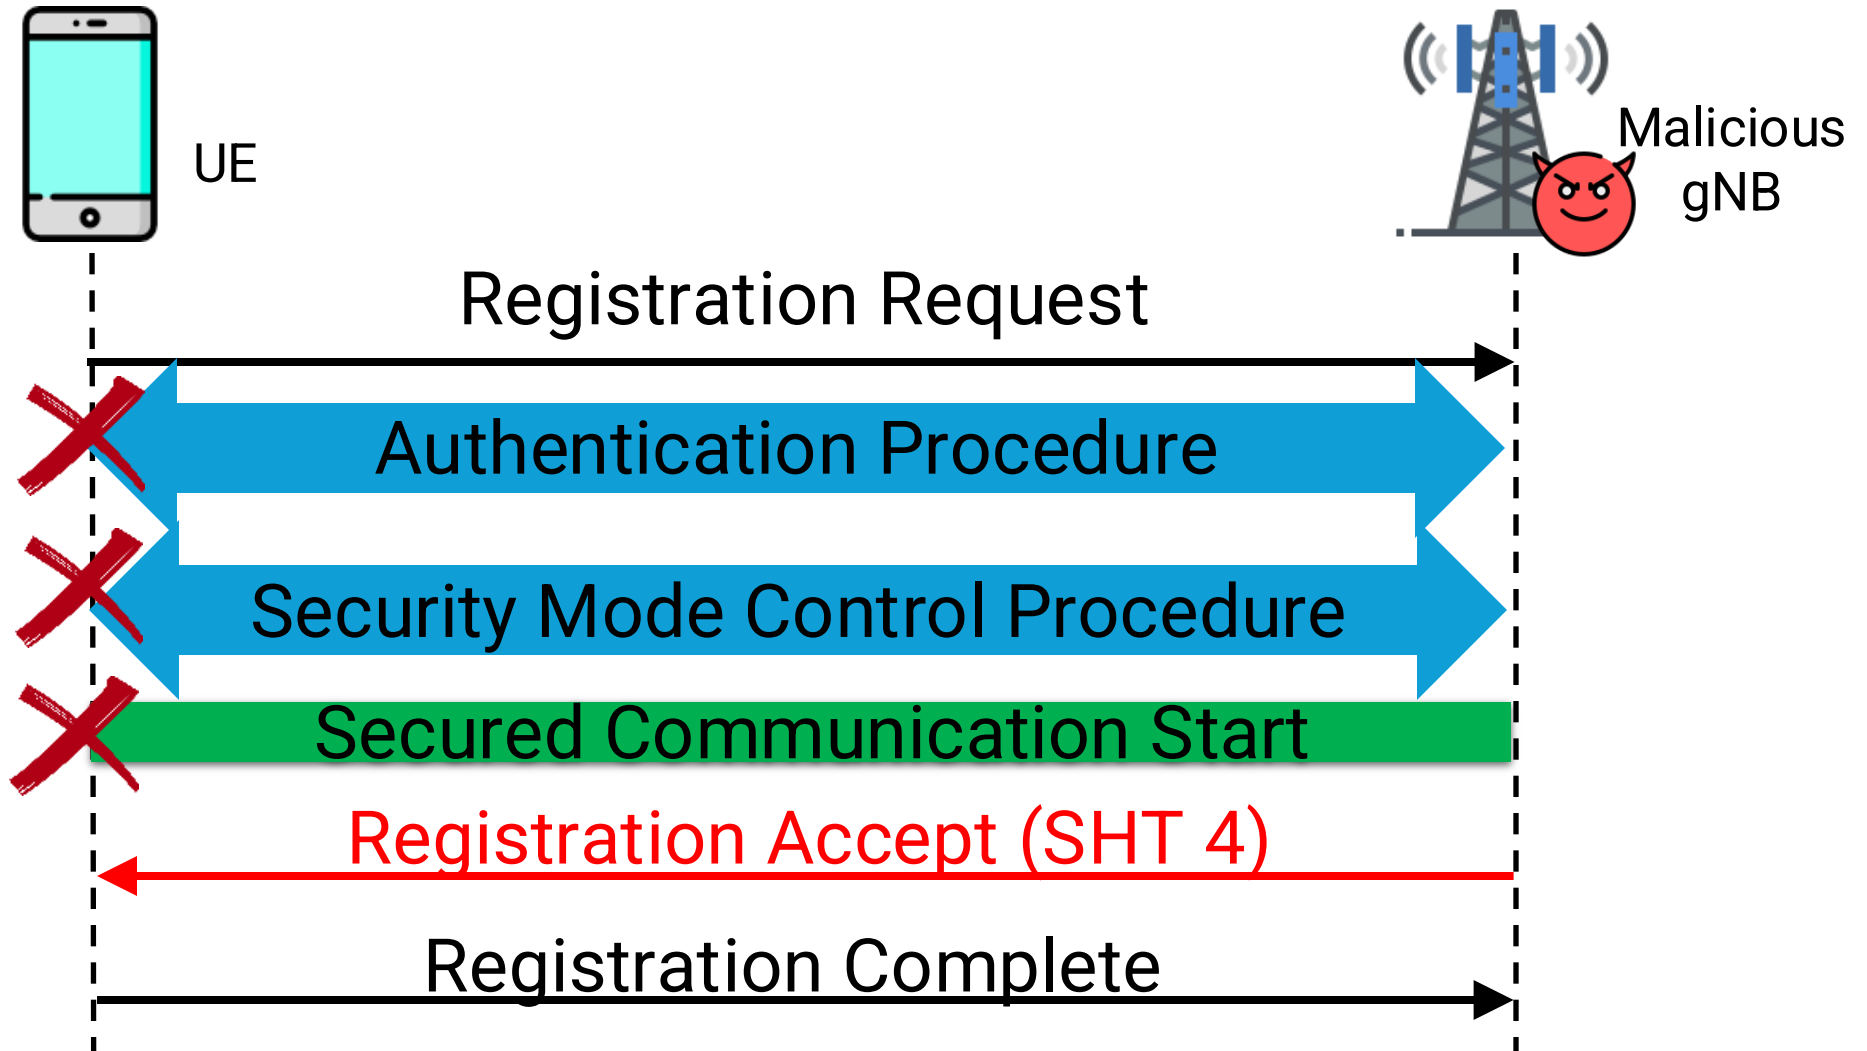 UE
Malicious
gNB
Registration Request
Authentication Procedure
Security Mode Control Procedure
Secured Communication Start
Registration Accept (SHT 4)
Registration Complete